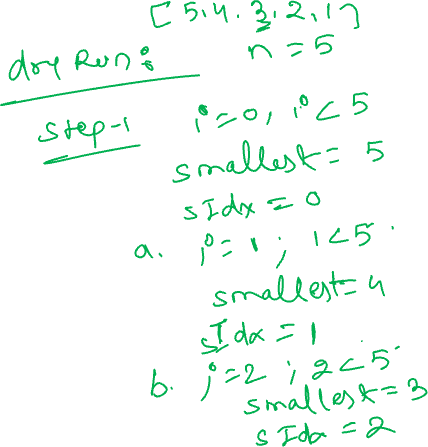 [5,4,3,2,1]
n=5
dry Run:
Step-1
i=0, i<5
smallest= 5
sIdx = 0
a. j=1; 1<5
smallest=4
sIdx =1
b. j=2; 2<5
smallest=3
sIdx =2